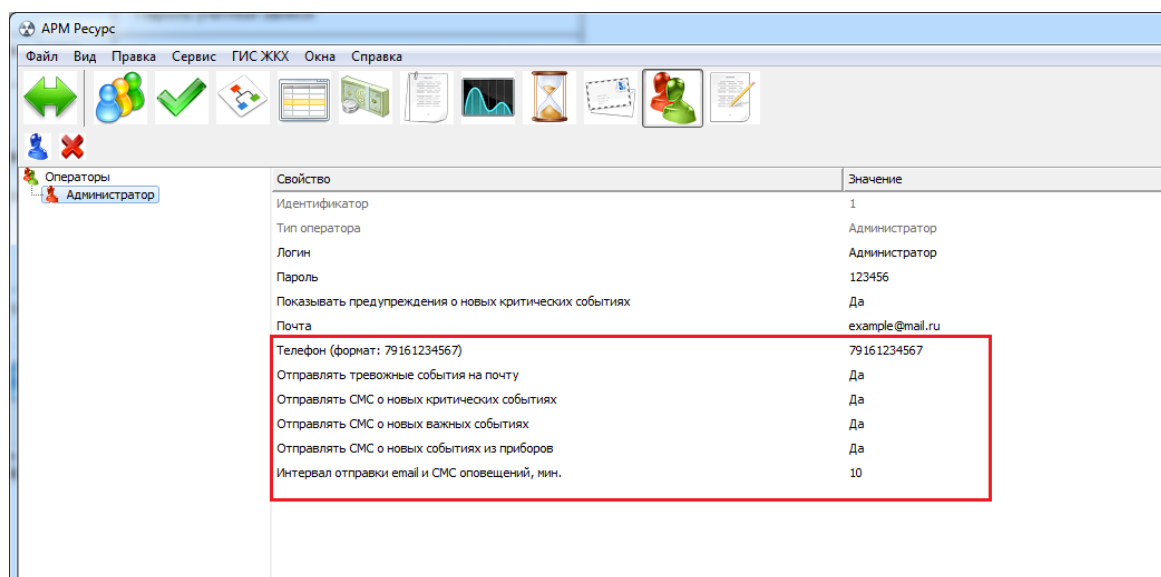 АРМ Ресурс
Файл Вид Правка Сервис ГИС ЖКХ Окна Справка
Операторы
Администратор
Свойство Значение
Идентификатор 1
Тип оператора Администратор
Логин Администратор
Пароль 123456
Показывать предупреждения о новых критических событиях Да
Почта example@mail.ru
Телефон (формат: 79161234567) 79161234567
Отправлять тревожные события на почту Да
Отправлять СМС о новых критических событиях Да
Отправлять СМС о новых важных событиях Да
Отправлять СМС о новых событиях из приборов Да
Интервал отправки email и СМС оповещений, мин. 10